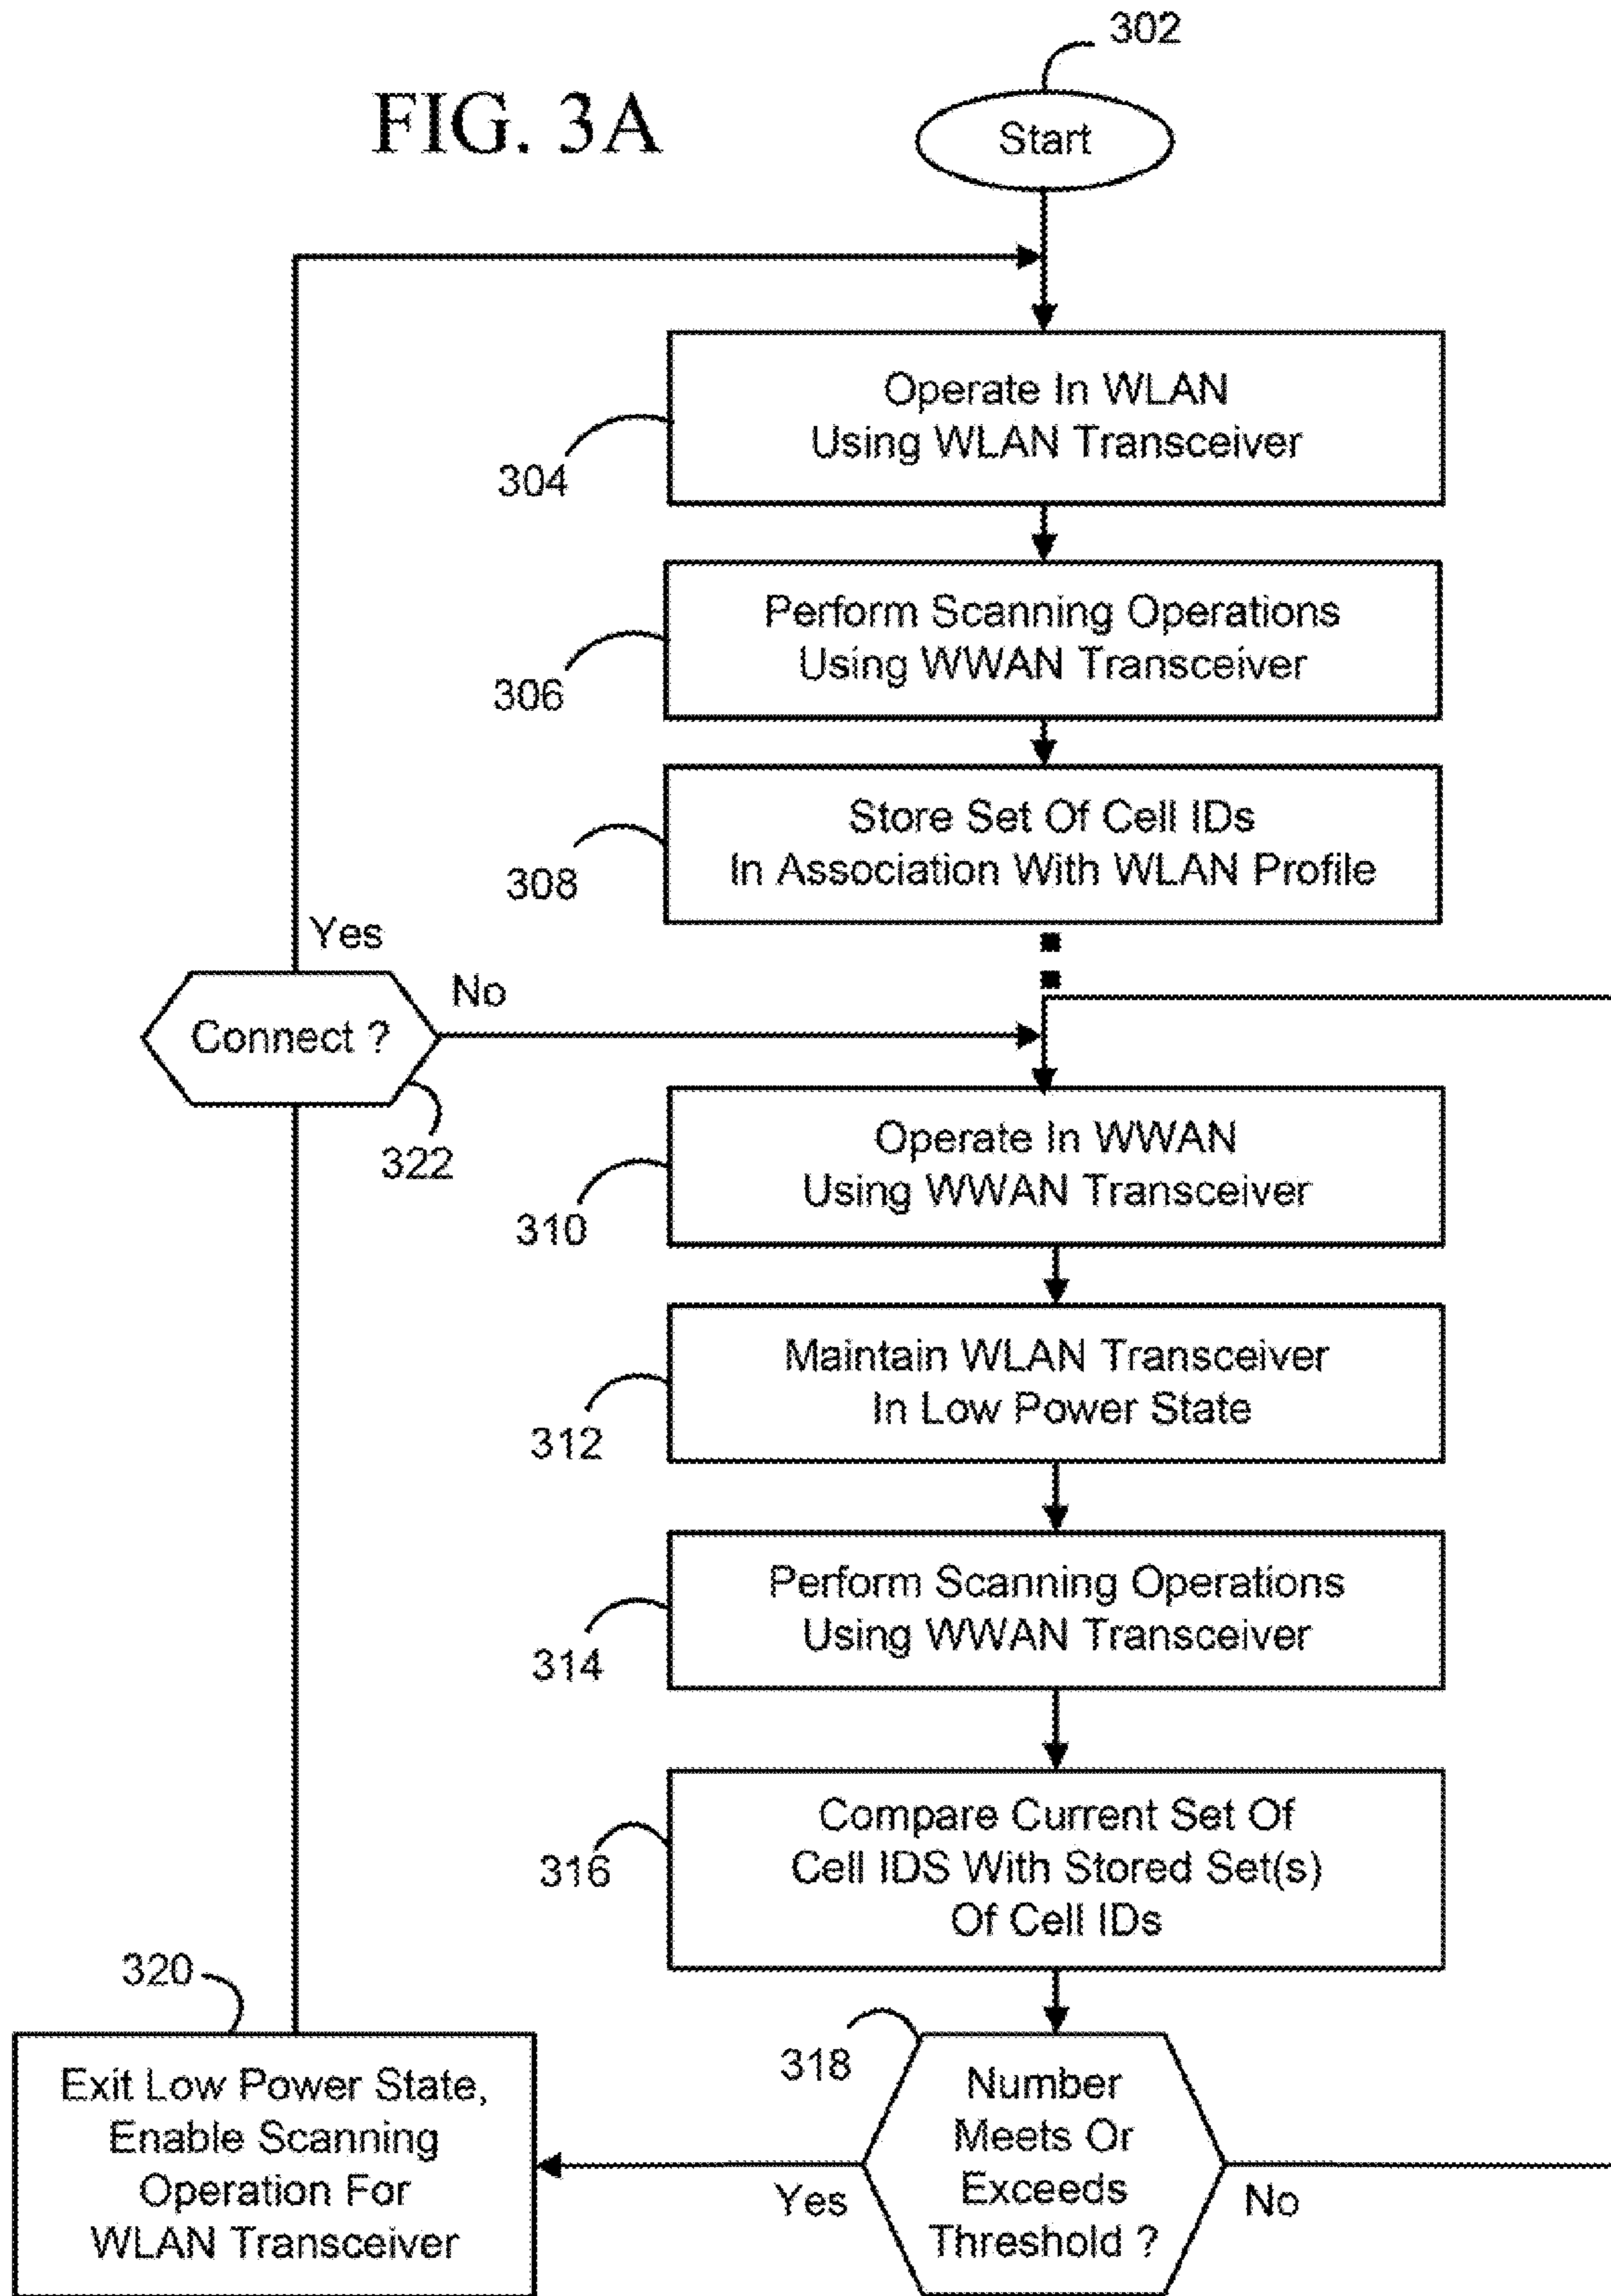 302
FIG. 3A
Start
Operate In WLAN
Using WLAN Transceiver
304
Perform Scanning Operations
Using WWAN Transceiver
306
Store Set Of Cell IDs
In Association With WLAN Profile
308
Yes
No
Connect ?
322
Operate In WWAN
Using WWAN Transceiver
310
Maintain WLAN Transceiver
In Low Power State
312
Perform Scanning Operations
Using WWAN Transceiver
314
Compare Current Set Of
Cell IDS With Stored Set(s)
Of Cell IDs
316
320
Exit Low Power State,
Enable Scanning
Operation For
WLAN Transceiver
318
Number
Meets Or
Exceeds
Threshold ?
Yes
No